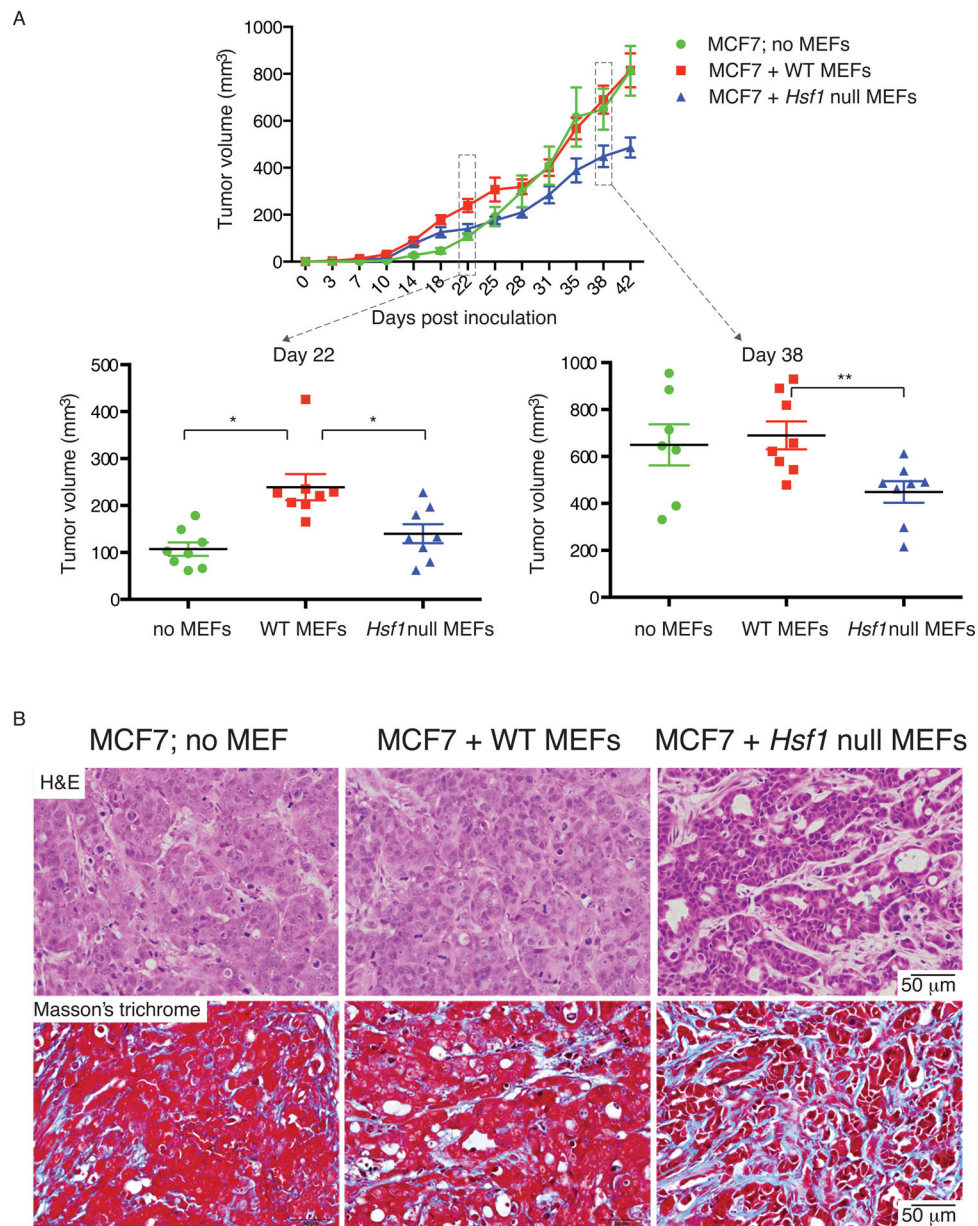 A
Tumor volume (mm³)
1000
800
600
400
200
0
0 3 7 10 14 18 22 25 28 31 35 38 42
Days post inoculation
MCF7; no MEFs
MCF7 + WT MEFs
MCF7 + Hsf1 null MEFs
Day 22
Tumor volume (mm³)
500
400
300
200
100
0
* *
no MEFs WT MEFs Hsf1 null MEFs
Day 38
Tumor volume (mm³)
1000
800
600
400
200
0
**
no MEFs WT MEFs Hsf1 null MEFs
B
MCF7; no MEF MCF7 + WT MEFs MCF7 + Hsf1 null MEFs
H&E
50 µm
Masson's trichrome
50 µm